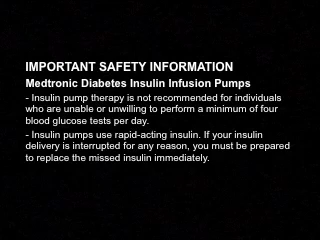 IMPORTANT SAFETY INFORMATION
Medtronic Diabetes Insulin Infusion Pumps
- Insulin pump therapy is not recommended for individuals
who are unable or unwilling to perform a minimum of four
blood glucose tests per day.
- Insulin pumps use rapid-acting insulin. If your insulin
delivery is interrupted for any reason, you must be prepared
to replace the missed insulin immediately.